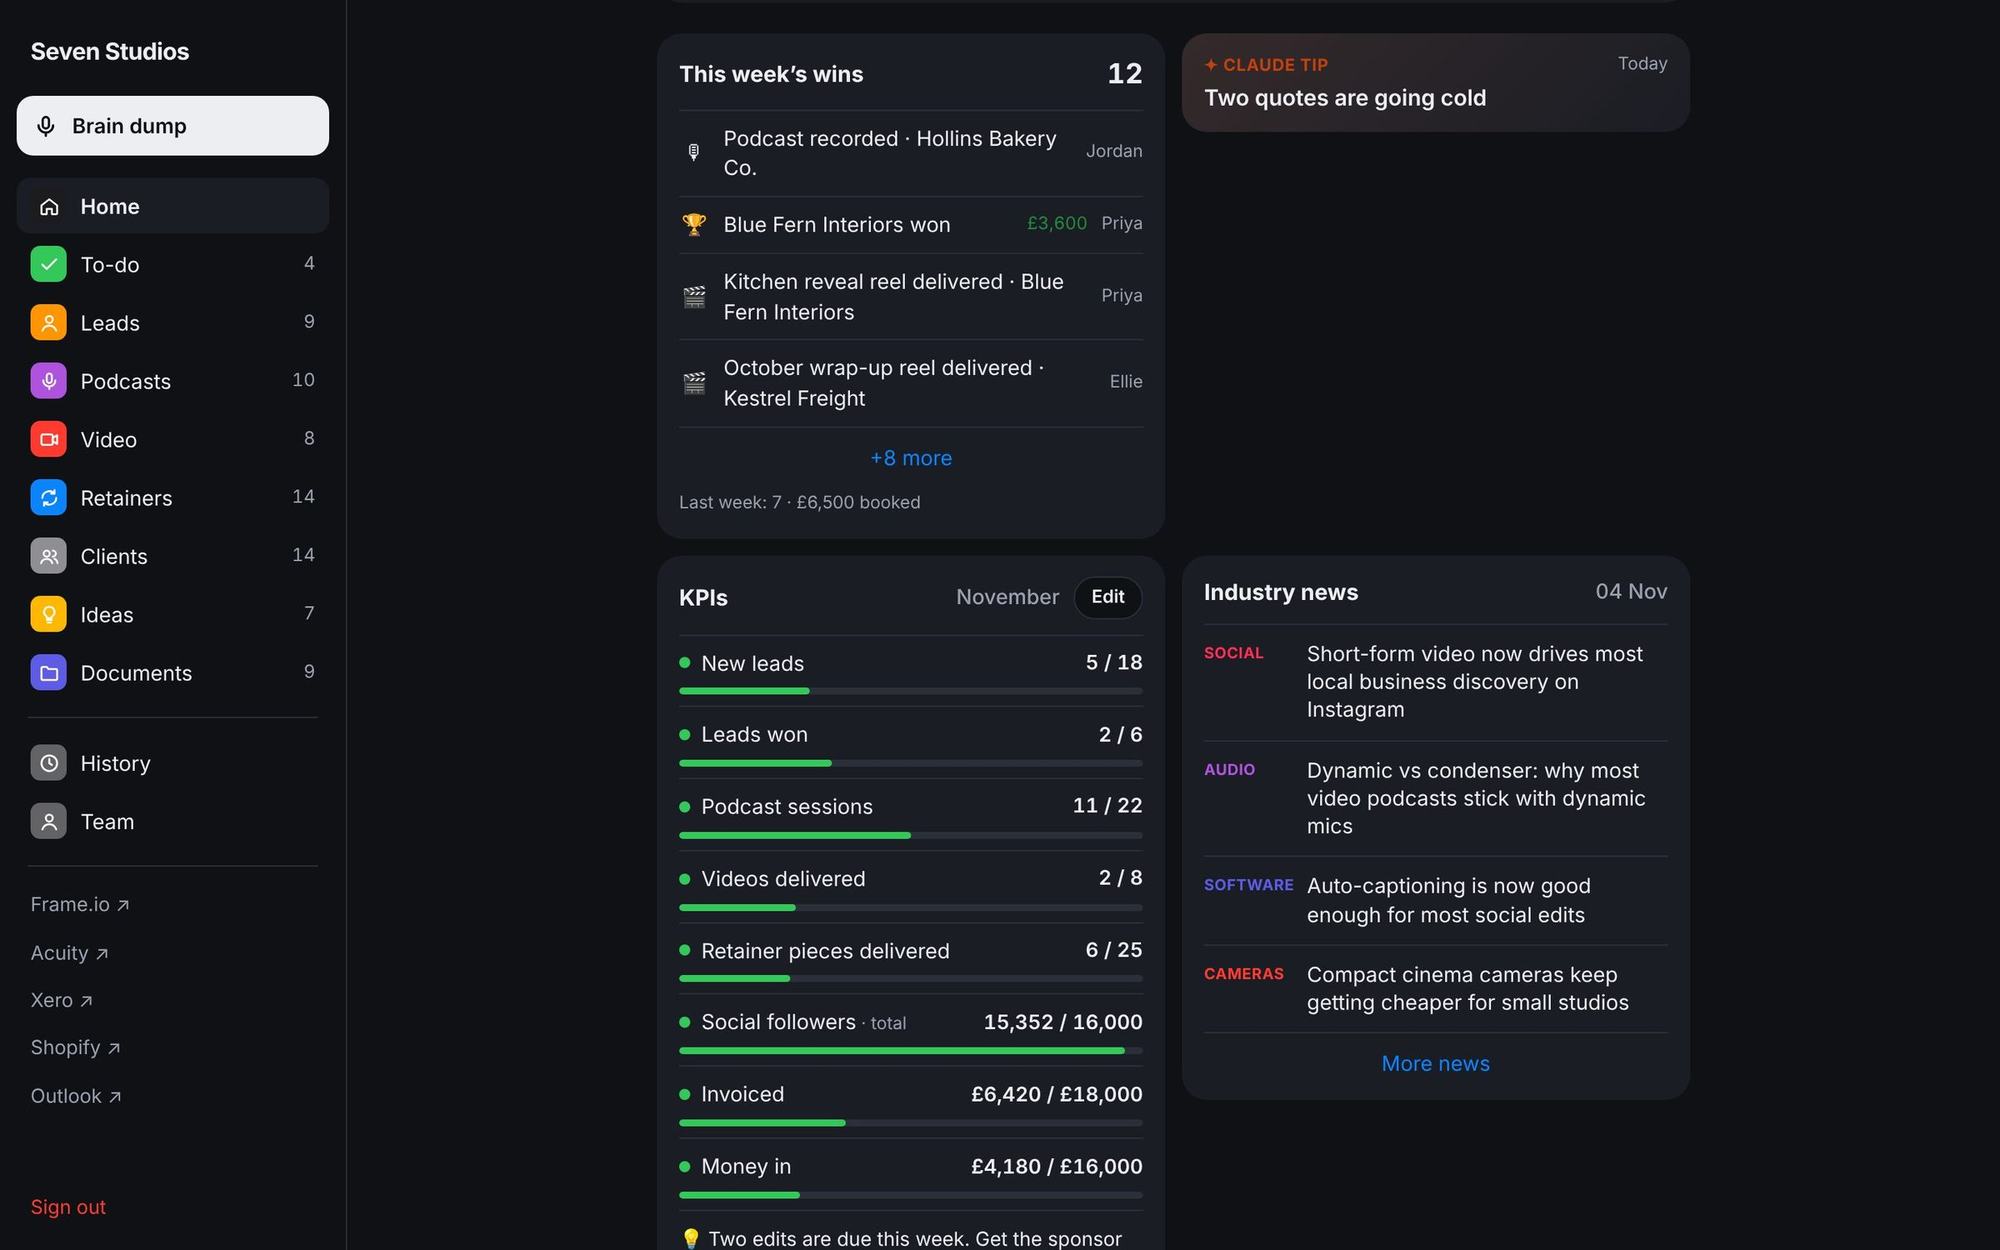 Seven Studios
Brain dump
Home
To-do 4
Leads 9
Podcasts 10
Video 8
Retainers 14
Clients 14
Ideas 7
Documents 9
History
Team
Frame.io ↗
Acuity ↗
Xero ↗
Shopify ↗
Outlook ↗
Sign out
This week’s wins 12
Podcast recorded · Hollins Bakery
Co.
Jordan
Blue Fern Interiors won £3,600 Priya
Kitchen reveal reel delivered · Blue
Fern Interiors
Priya
October wrap-up reel delivered ·
Kestrel Freight
Ellie
+8 more
Last week: 7 · £6,500 booked
CLAUDE TIP Today
Two quotes are going cold
KPIs November Edit
New leads 5 / 18
Leads won 2 / 6
Podcast sessions 11 / 22
Videos delivered 2 / 8
Retainer pieces delivered 6 / 25
Social followers · total 15,352 / 16,000
Invoiced £6,420 / £18,000
Money in £4,180 / £16,000
Two edits are due this week. Get the sponsor
Industry news 04 Nov
SOCIAL Short-form video now drives most
local business discovery on
Instagram
AUDIO Dynamic vs condenser: why most
video podcasts stick with dynamic
mics
SOFTWARE Auto-captioning is now good
enough for most social edits
CAMERAS Compact cinema cameras keep
getting cheaper for small studios
More news